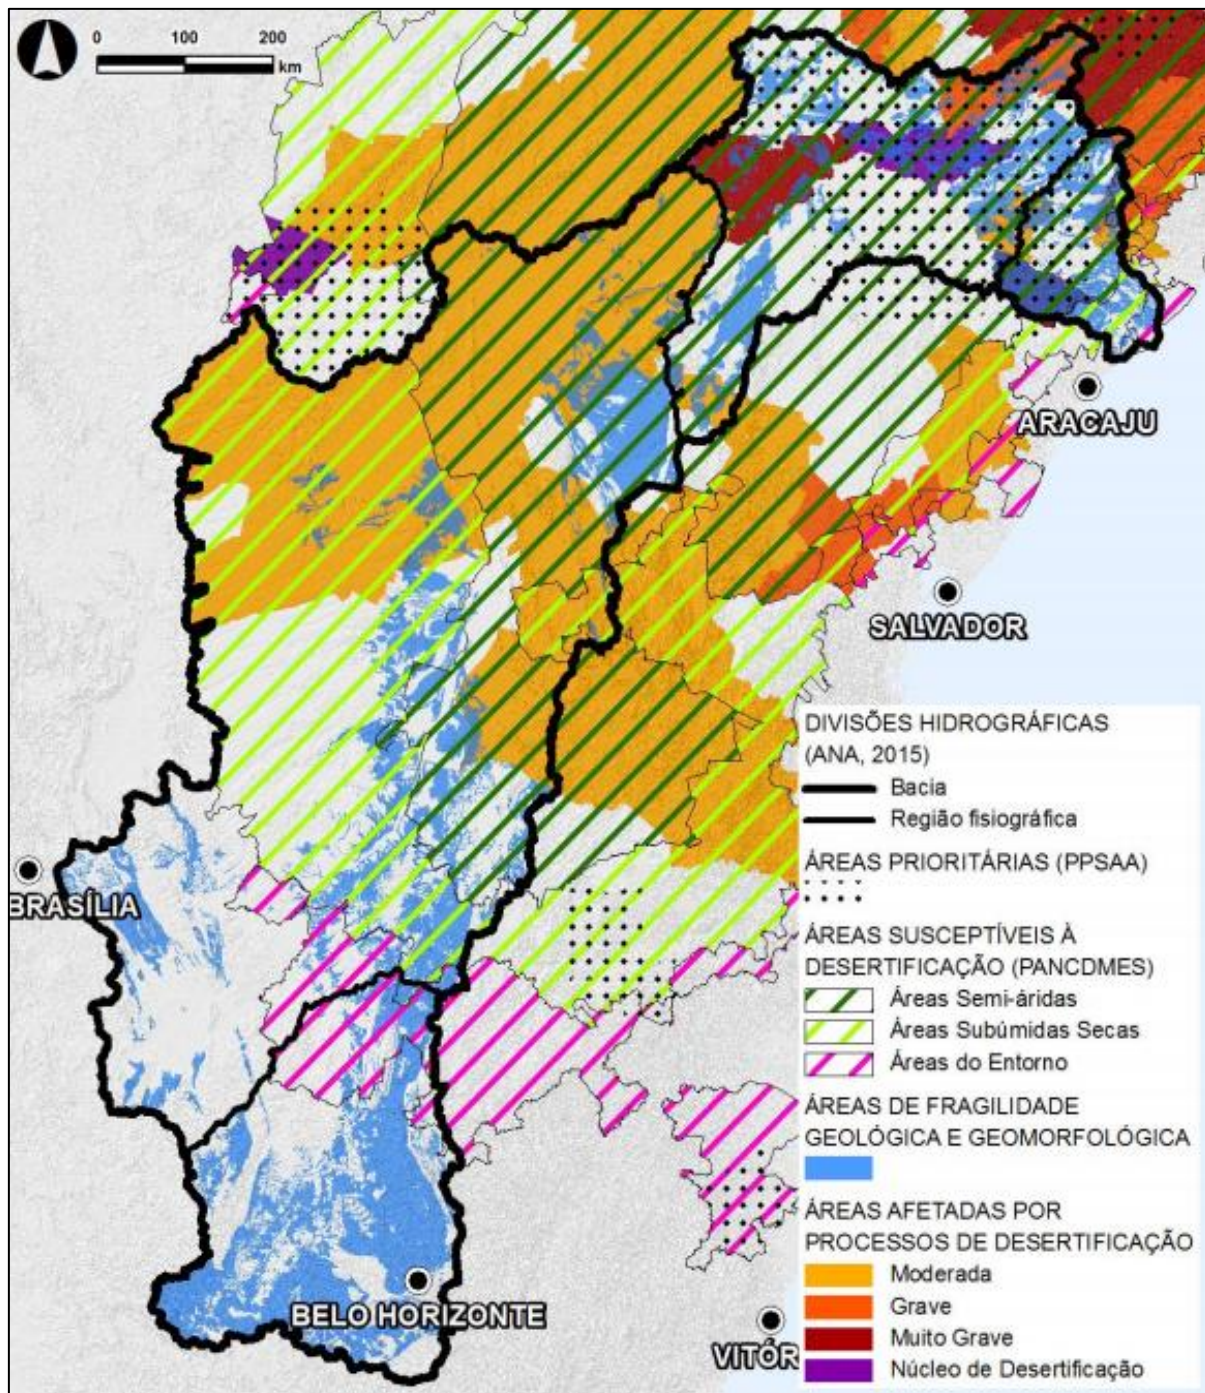 0 100 200
km
ARACAJU
SALVADOR
BRASÍLIA
BELO HORIZONTE
VITÓR
DIVISÕES HIDROGRÁFICAS
(ANA, 2015)
Bacia
Região fisiográfica
ÁREAS PRIORITÁRIAS (PPSAA)
ÁREAS SUSCEPTÍVEIS À
DESERTIFICAÇÃO (PANCDMES)
Áreas Semi-áridas
Áreas Subúmidas Secas
Áreas do Entorno
ÁREAS DE FRAGILIDADE
GEOLÓGICA E GEOMORFOLÓGICA
ÁREAS AFETADAS POR
PROCESSOS DE DESERTIFICAÇÃO
Moderada
Grave
Muito Grave
Núcleo de Desertificação